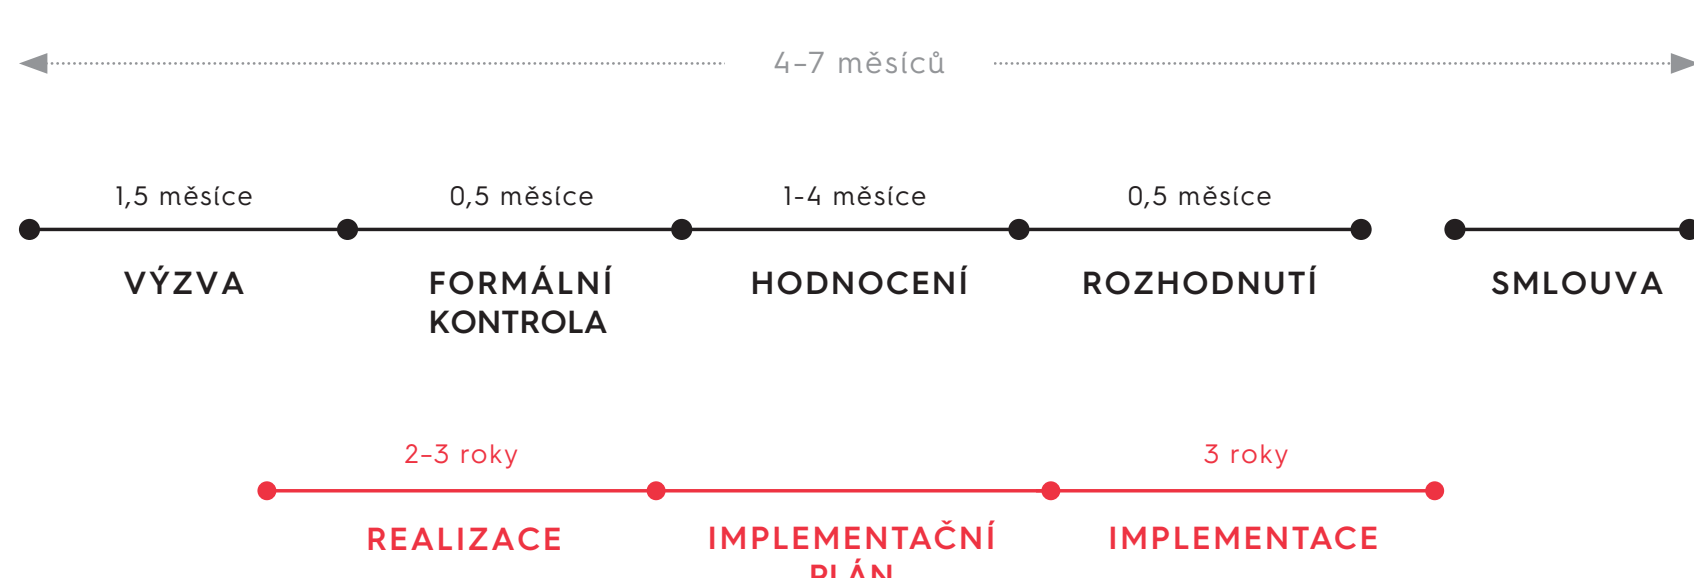 4–7 měsíců
1,5 měsíce
0,5 měsíce
1-4 měsíce
0,5 měsíce
VÝZVA
FORMÁLNÍ
KONTROLA
HODNOCENÍ
ROZHODNUTÍ
SMLOUVA
2–3 roky
3 roky
REALIZACE
IMPLEMENTAČNÍ
PLÁN
IMPLEMENTACE